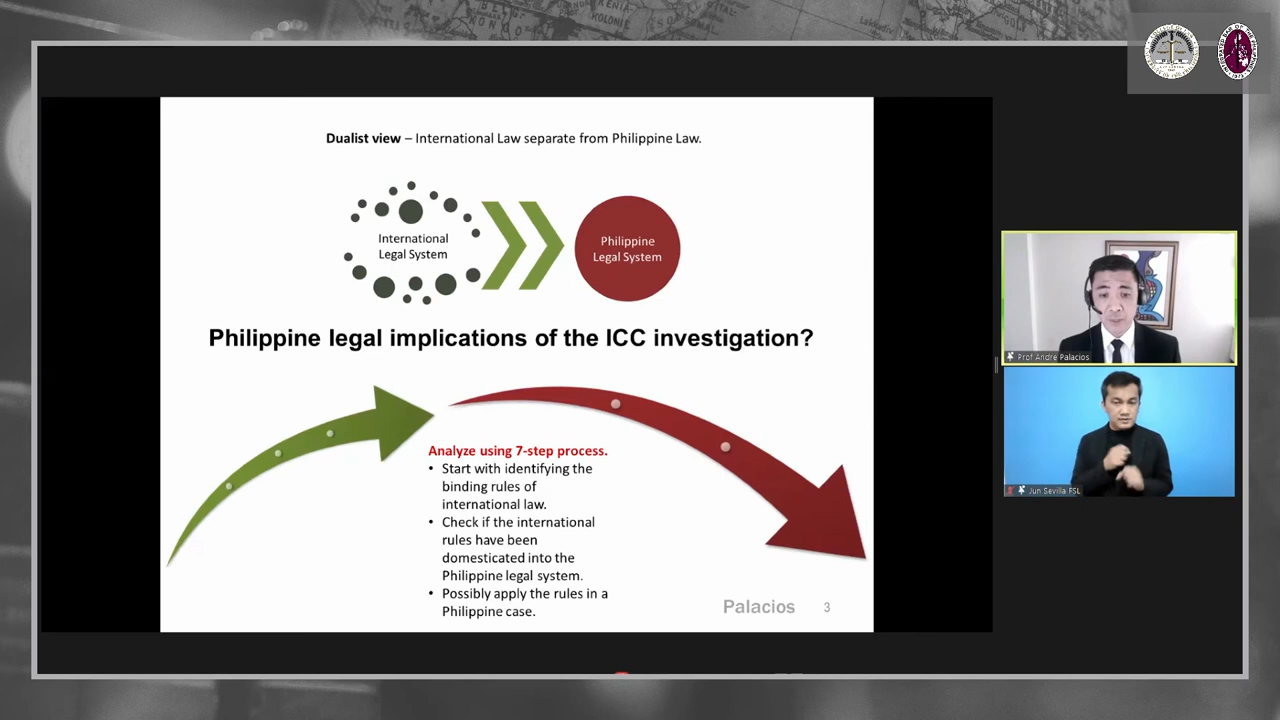 Dualist view – International Law separate from Philippine Law.
International
Legal System
Philippine
Legal System
Philippine legal implications of the ICC investigation?
Analyze using 7-step process.
• Start with identifying the
binding rules of
international law.
• Check if the international
rules have been
domesticated into the
Philippine legal system.
• Possibly apply the rules in a
Philippine case.
Palacios 3
Prof Andre Palacios
Jun Sevilla FSL